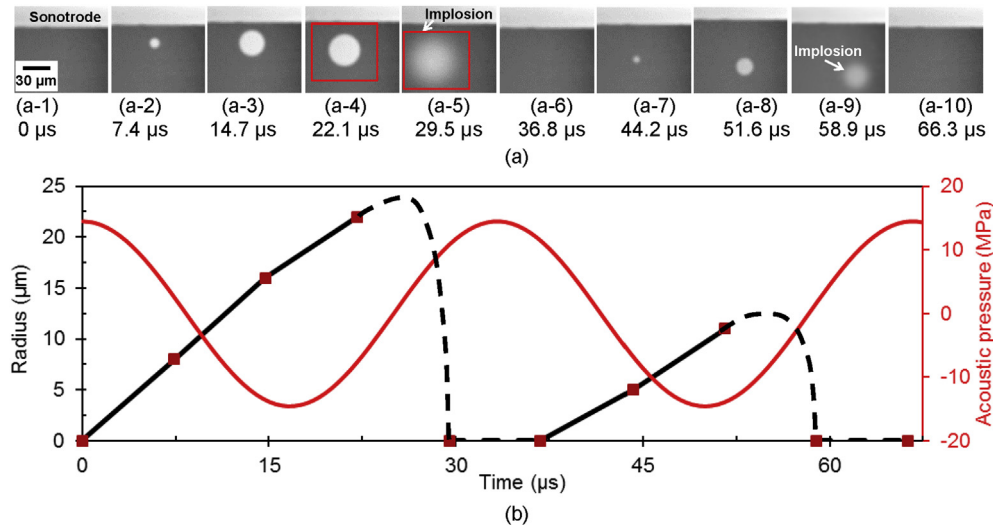 Sonotrode
Implosion
Implosion
30 µm
(a-1) (a-2) (a-3) (a-4) (a-5) (a-6) (a-7) (a-8) (a-9) (a-10)
0 µs 7.4 µs 14.7 µs 22.1 µs 29.5 µs 36.8 µs 44.2 µs 51.6 µs 58.9 µs 66.3 µs
(a)
25 20
20
15 10
10 0
5 -10
0 -20
Radius (µm)
Acoustic pressure (MPa)
0 15 30 45 60
Time (µs)
(b)